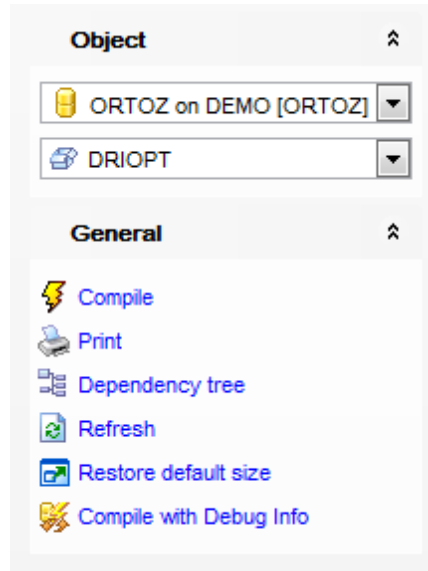 Object
ORTOZ on DEMO [ORTOZ]
DRIOPT
General
Compile
Print
Dependency tree
Refresh
Restore default size
Compile with Debug Info